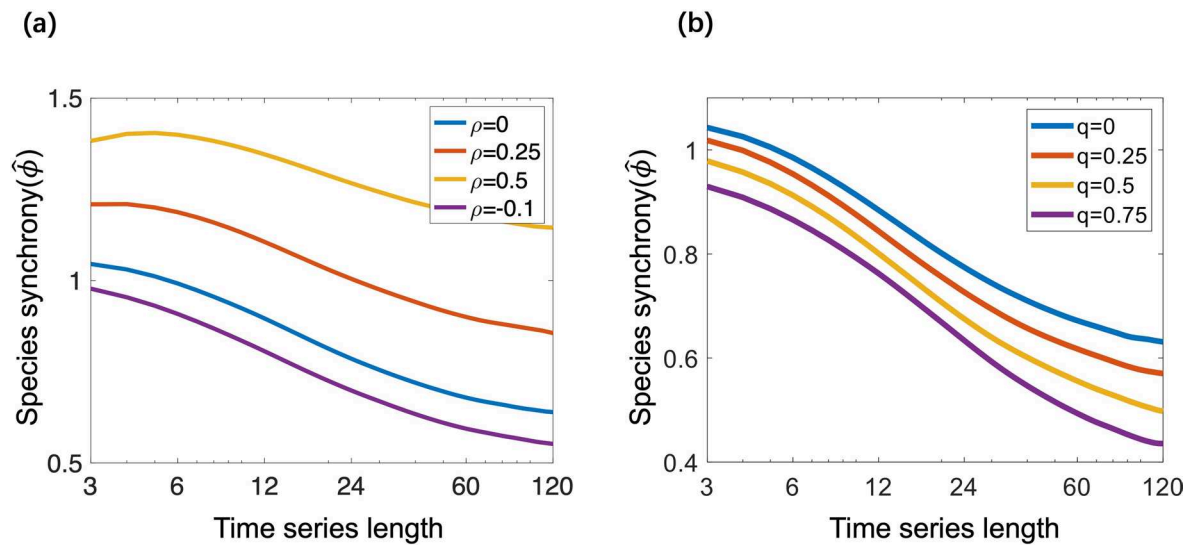 (a)
1.5
1
0.5
Species synchrony(φ̂)
3 6 12 24 60 120
Time series length
ρ=0
ρ=0.25
ρ=0.5
ρ=-0.1
(b)
1
0.8
0.6
0.4
Species synchrony(φ̂)
3 6 12 24 60 120
Time series length
q=0
q=0.25
q=0.5
q=0.75